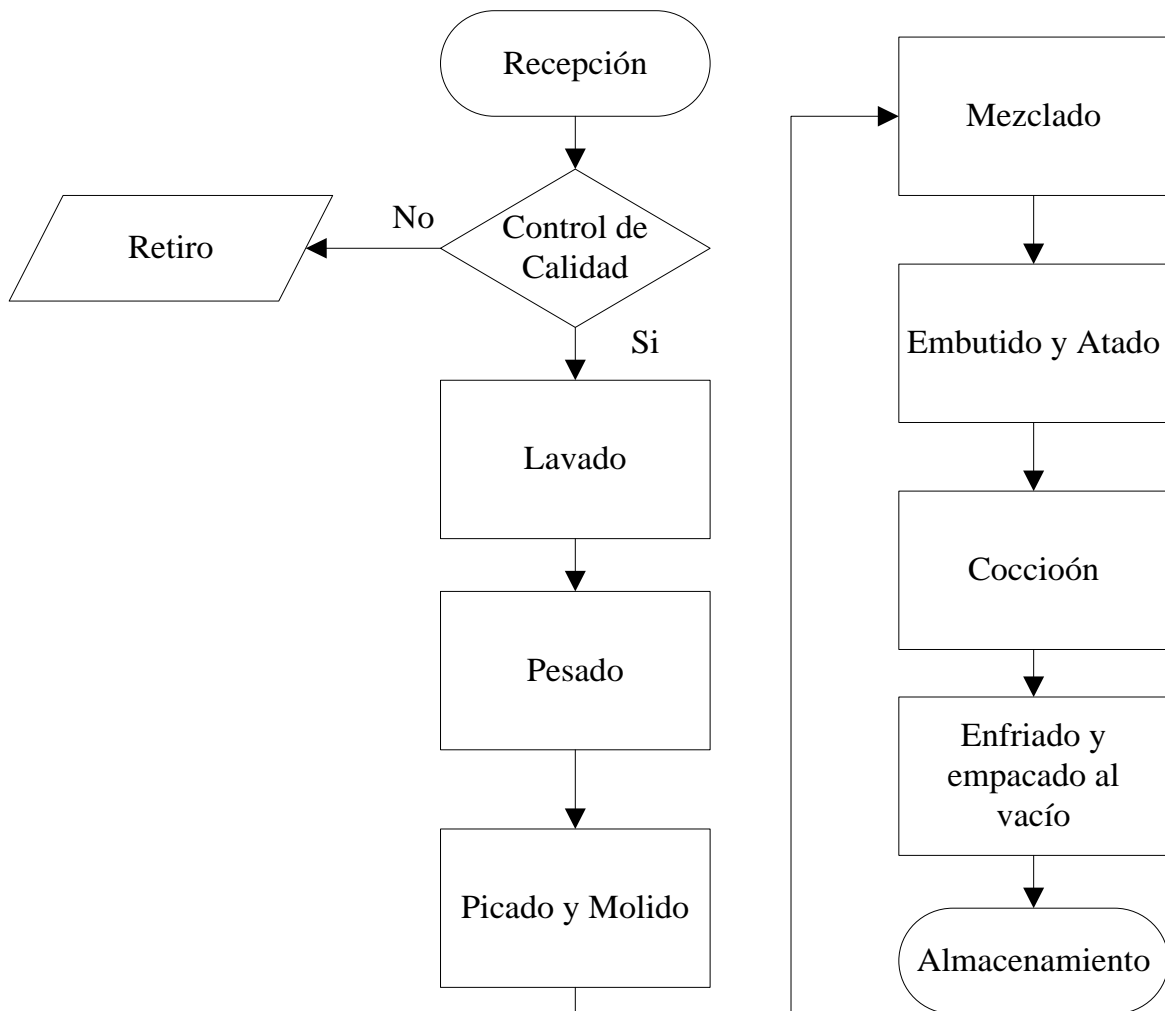 Recepción
Control de
Calidad
No
Retiro
Si
Lavado
Pesado
Picado y Molido
Mezclado
Embutido y Atado
Coccioón
Enfriado y
empacado al
vacío
Almacenamiento